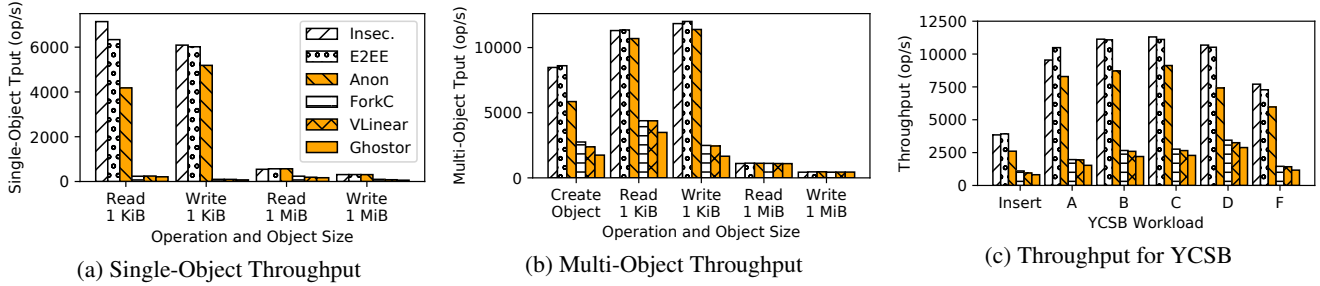 Single-Object Tput (op/s)
6000
4000
2000
0
Insec.
E2EE
Anon
ForkC
VLinear
Ghostor
Read
1 KiB
Write
1 KiB
Read
1 MiB
Write
1 MiB
Operation and Object Size
(a) Single-Object Throughput
Multi-Object Tput (op/s)
10000
5000
0
Create
Object
Read
1 KiB
Write
1 KiB
Read
1 MiB
Write
1 MiB
Operation and Object Size
(b) Multi-Object Throughput
Throughput (op/s)
12500
10000
7500
5000
2500
0
Insert
A
B
C
D
F
YCSB Workload
(c) Throughput for YCSB